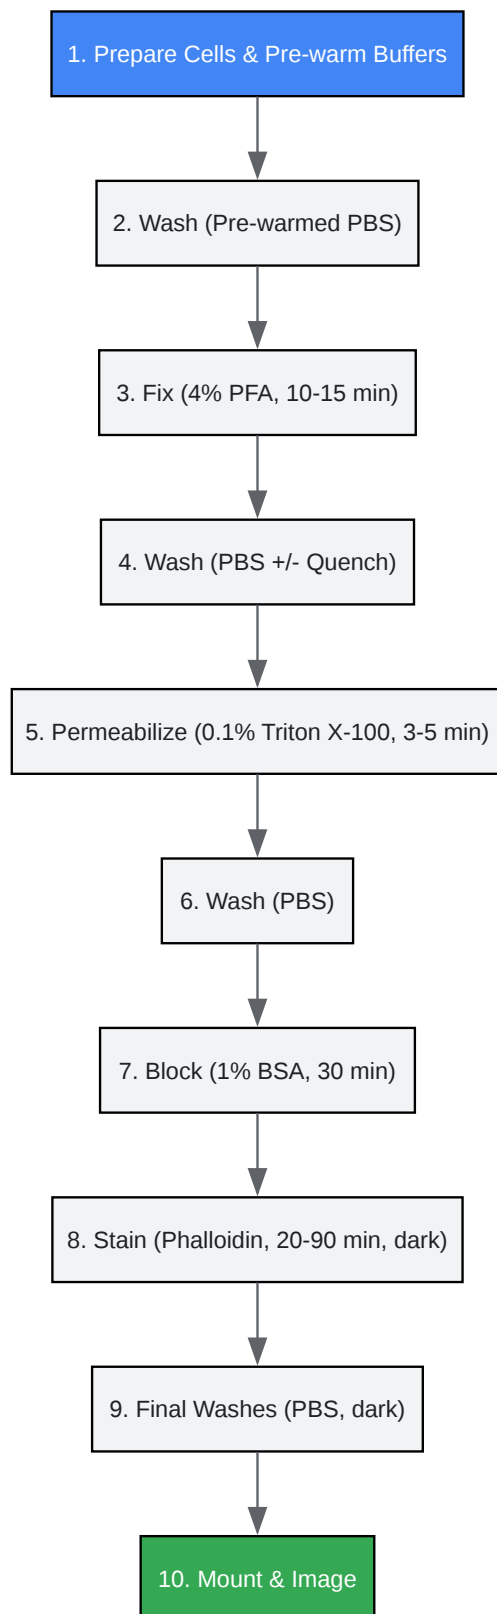 1. Prepare Cells & Pre-warm Buffers
2. Wash (Pre-warmed PBS)
3. Fix (4% PFA, 10-15 min)
4. Wash (PBS +/- Quench)
5. Permeabilize (0.1% Triton X-100, 3-5 min)
6. Wash (PBS)
7. Block (1% BSA, 30 min)
8. Stain (Phalloidin, 20-90 min, dark)
9. Final Washes (PBS, dark)
10. Mount & Image